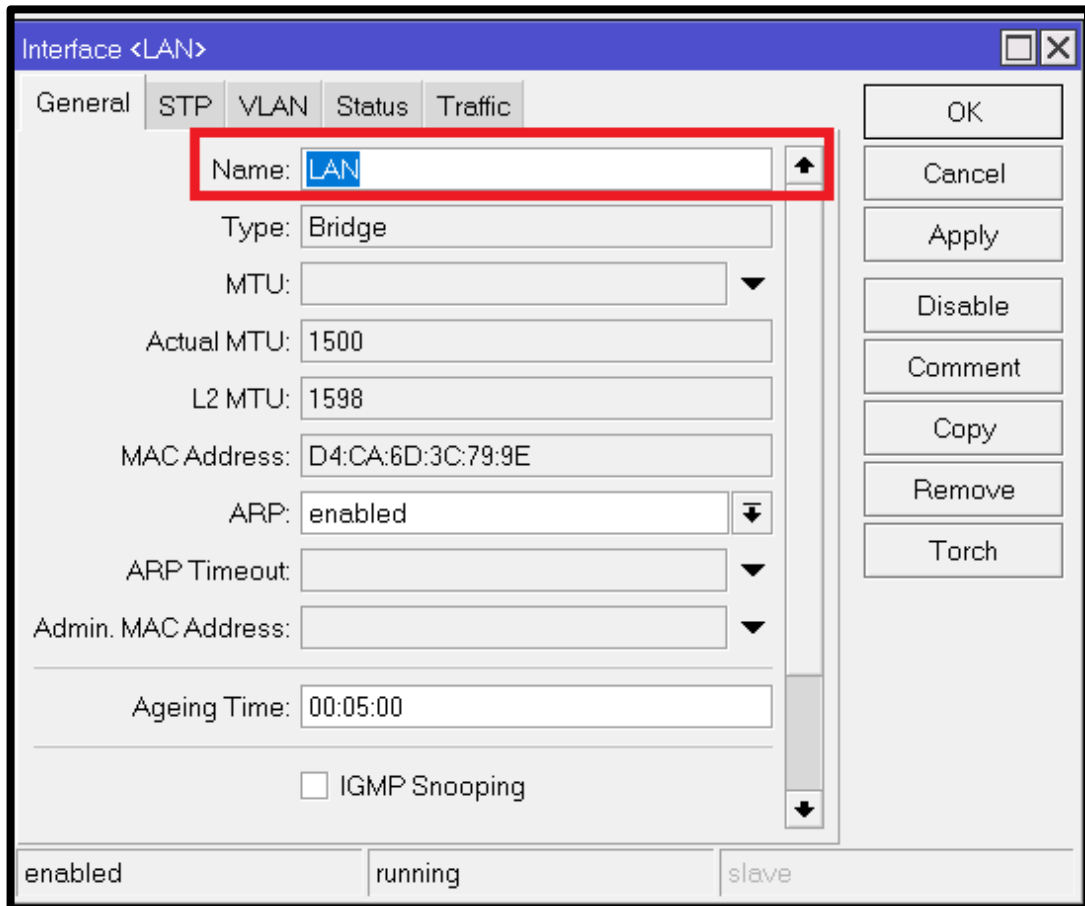 Interface <LAN>
General STP VLAN Status Traffic
Name: LAN
Type: Bridge
MTU:
Actual MTU: 1500
L2 MTU: 1598
MAC Address: D4:CA:6D:3C:79:9E
ARP: enabled
ARP Timeout:
Admin. MAC Address:
Ageing Time: 00:05:00
IGMP Snooping
OK
Cancel
Apply
Disable
Comment
Copy
Remove
Torch
enabled running slave